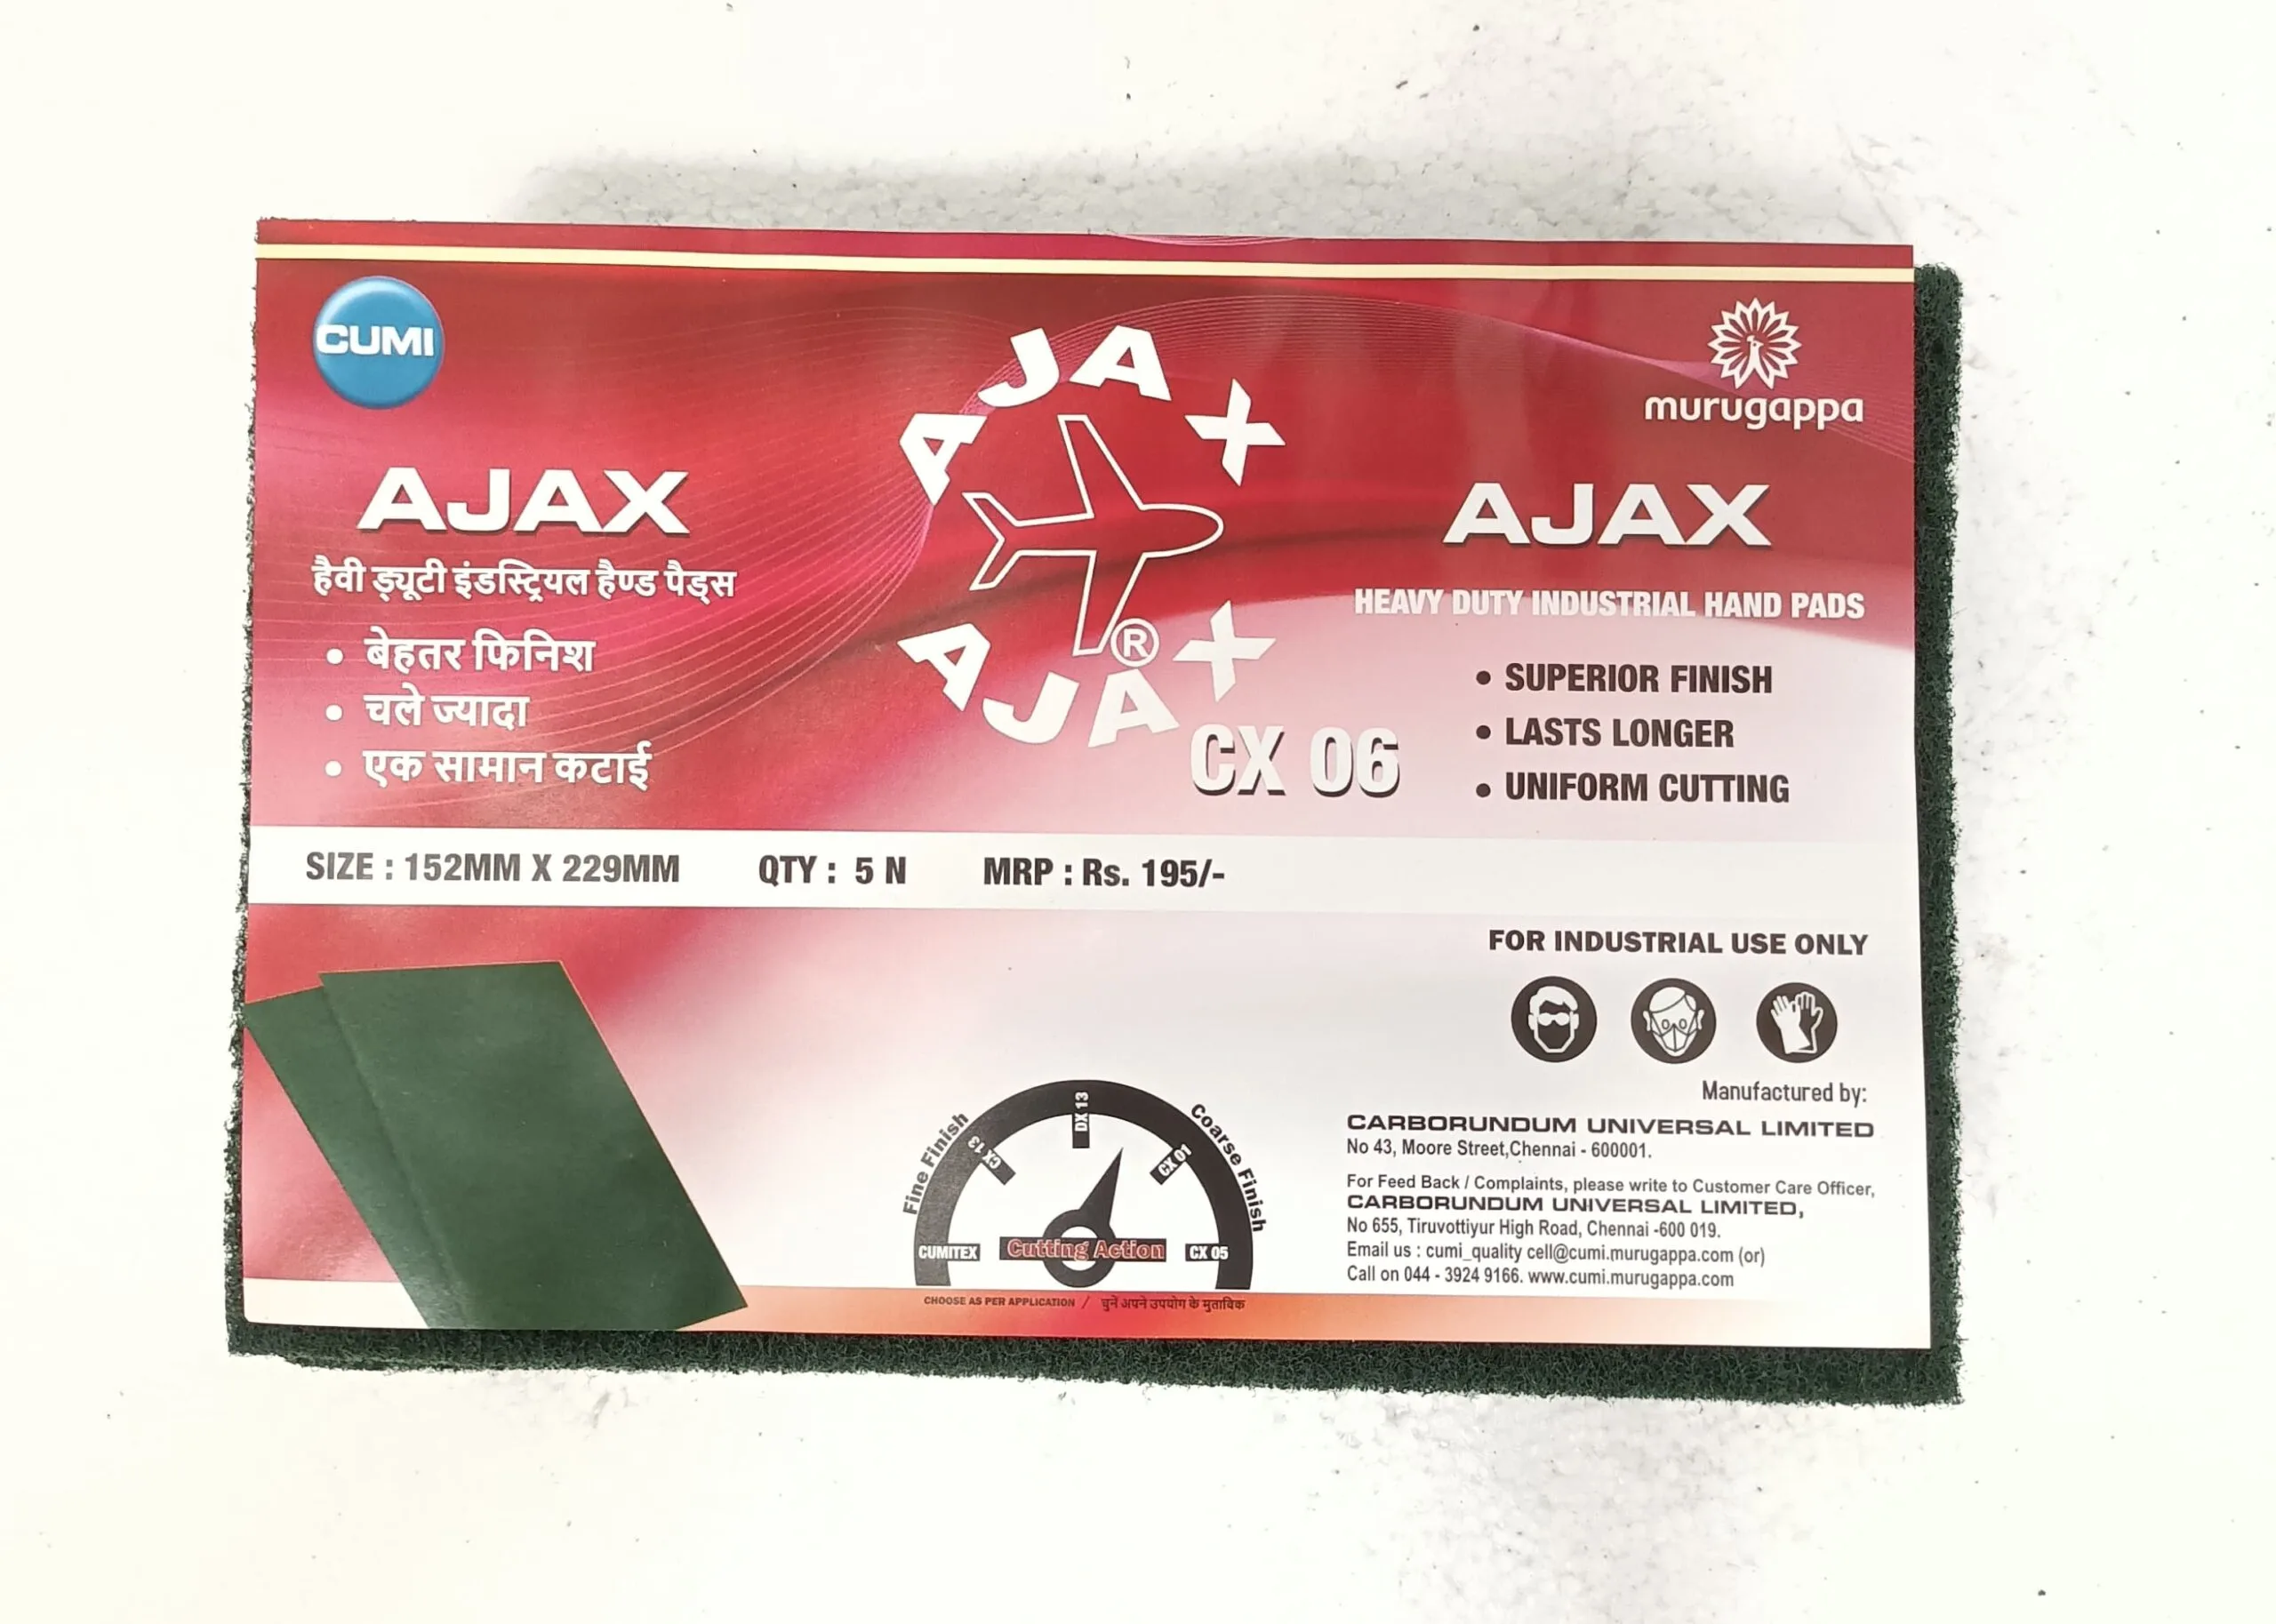 CUMI
murugappa
AJAX
हैवी ड्यूटी इंडस्ट्रियल हैण्ड पैड्स
• बेहतर फिनिश
• चले ज्यादा
• एक सामान कटाई
AJAX
®
AJAX
CX 06
AJAX
HEAVY DUTY INDUSTRIAL HAND PADS
• SUPERIOR FINISH
• LASTS LONGER
• UNIFORM CUTTING
SIZE : 152MM X 229MM QTY : 5 N MRP : Rs. 195/-
FOR INDUSTRIAL USE ONLY
Fine Finish
Coarse Finish
CUMITEX
CX 13
DX 13
CX 01
CX 05
Cutting Action
CHOOSE AS PER APPLICATION / चुनें अपने उपयोग के मुताबिक
Manufactured by:
CARBORUNDUM UNIVERSAL LIMITED
No 43, Moore Street,Chennai - 600001.
For Feed Back / Complaints, please write to Customer Care Officer,
CARBORUNDUM UNIVERSAL LIMITED,
No 655, Tiruvottiyur High Road, Chennai -600 019.
Email us : cumi_quality cell@cumi.murugappa.com (or)
Call on 044 - 3924 9166. www.cumi.murugappa.com